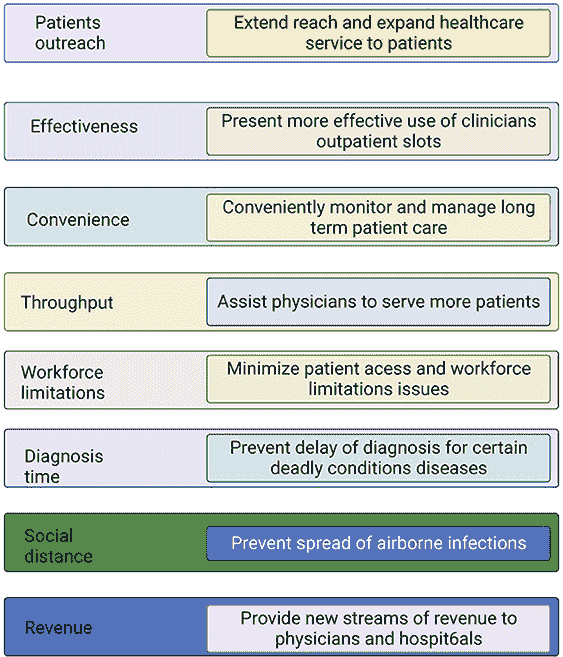 Patients
outreach
Extend reach and expand healthcare
service to patients
Effectiveness
Present more effective use of clinicians
outpatient slots
Convenience
Conveniently monitor and manage long
term patient care
Throughput
Assist physicians to serve more patients
Workforce
limitations
Minimize patient acess and workforce
limitations issues
Diagnosis
time
Prevent delay of diagnosis for certain
deadly conditions diseases
Social
distance
Prevent spread of airborne infections
Revenue
Provide new streams of revenue to
physicians and hospit6als